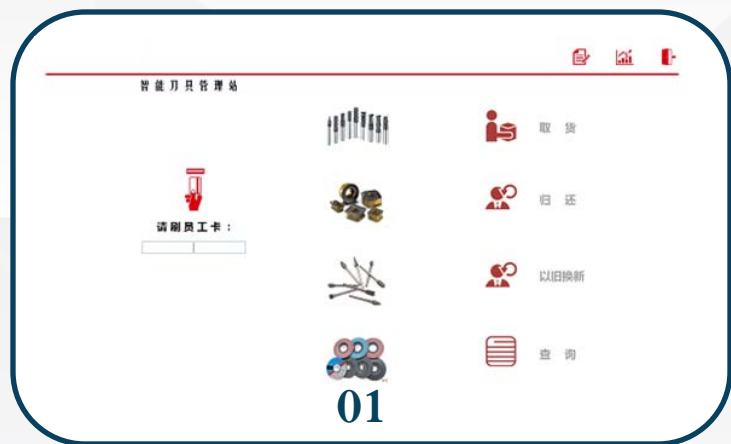 智能刀具管理站
请刷员工卡：
取 货
归 还
以旧换新
查 询
01